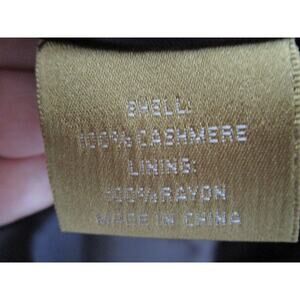 SHELL:
100% CASHMERE
LINING:
100% RAYON
MADE IN CHINA